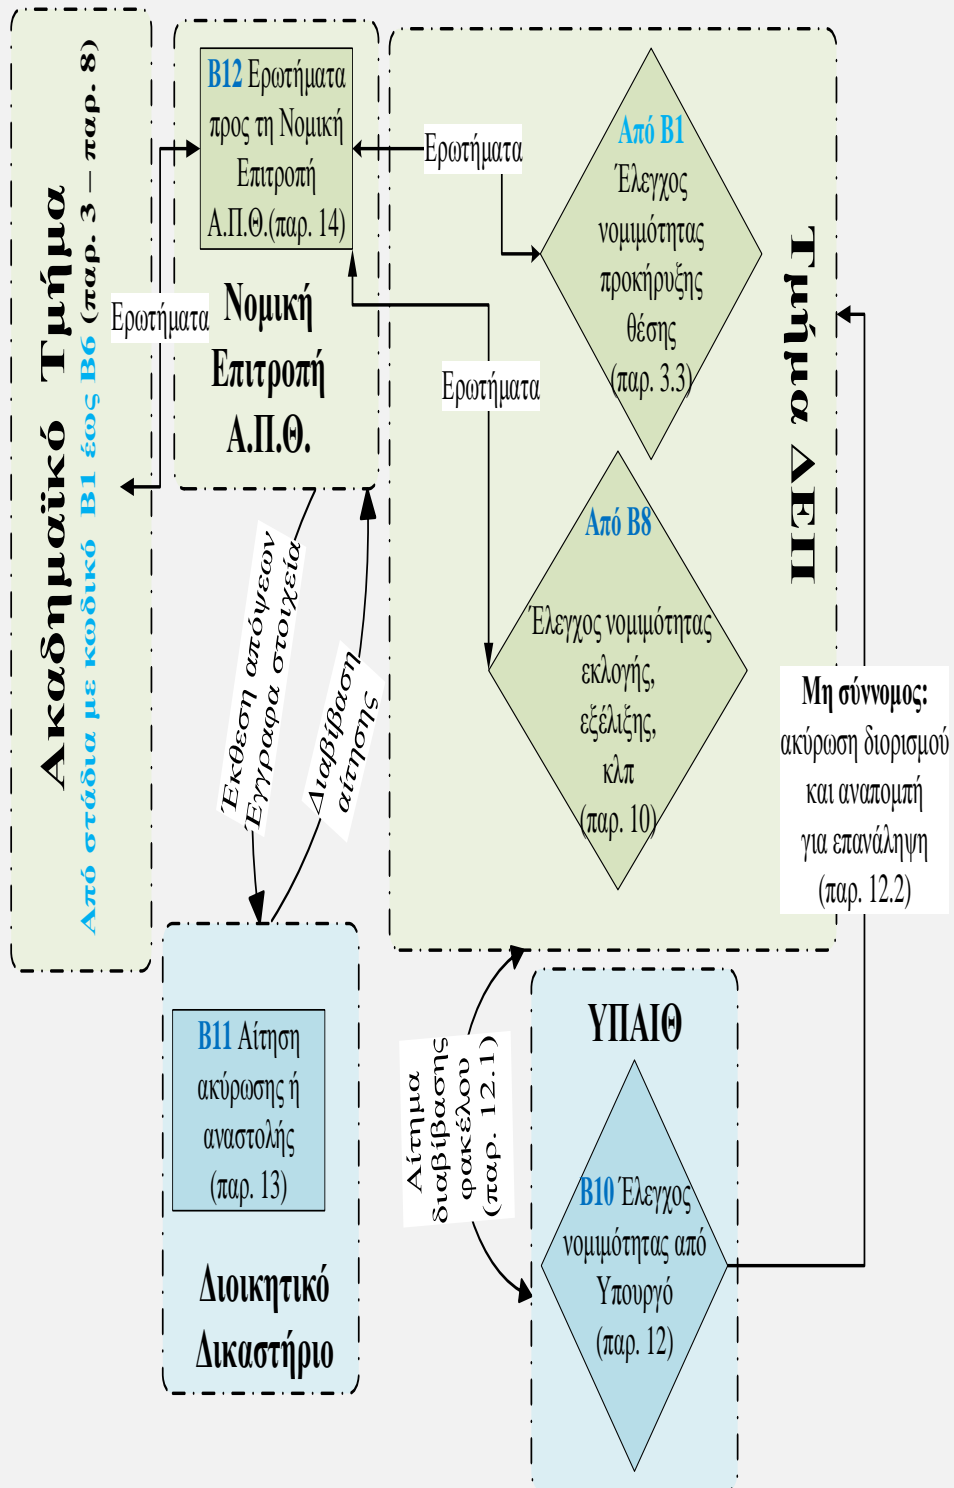 Ακαδημαϊκό Τμήμα
Από στάδια με κωδικό Β1 έως Β6 (παρ. 3 – παρ. 8)
Β12 Ερωτήματα
προς τη Νομική
Επιτροπή
Α.Π.Θ.(παρ. 14)
Νομική
Επιτροπή
Α.Π.Θ.
Ερωτήματα
Ερωτήματα
Ερωτήματα
Από Β1
Έλεγχος
νομιμότητας
προκήρυξης
θέσης
(παρ. 3.3)
Τμήμα ΔΕΠ
Από Β8
Έλεγχος νομιμότητας
εκλογής,
εξέλιξης,
κλπ
(παρ. 10)
Έκθεση απόψεων
Έγγραφα στοιχεία
Διαβίβαση
αίτησης
Μη σύννομος:
ακύρωση διορισμού
και αναπομπή
για επανάληψη
(παρ. 12.2)
Β11 Αίτηση
ακύρωσης ή
αναστολής
(παρ. 13)
Διοικητικό
Δικαστήριο
Αίτημα
διαβίβασης
φακέλου
(παρ. 12.1)
ΥΠΑΙΘ
Β10 Έλεγχος
νομιμότητας από
Υπουργό
(παρ. 12)